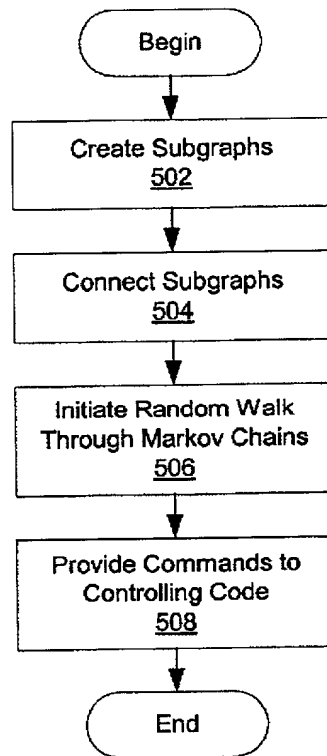 Begin
Create Subgraphs
502
Connect Subgraphs
504
Initiate Random Walk
Through Markov Chains
506
Provide Commands to
Controlling Code
508
End